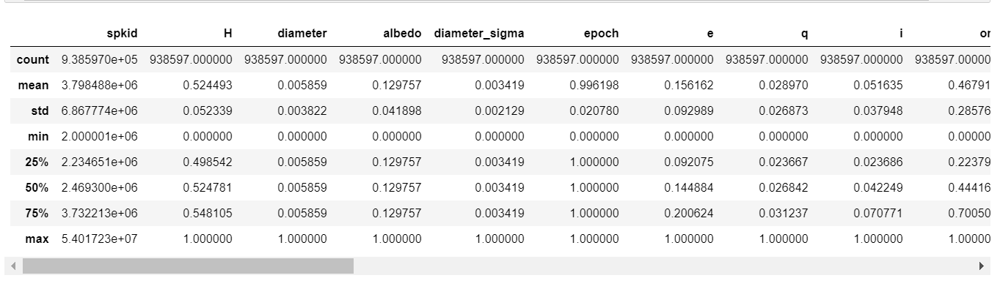 spkid H diameter albedo diameter_sigma epoch e q i or
count 9.385970e+05 938597.000000 938597.000000 938597.000000 938597.000000 938597.000000 938597.000000 938597.000000 938597.000000 938597.00000
mean 3.798488e+06 0.524493 0.005859 0.129757 0.003419 0.996198 0.156162 0.028970 0.051635 0.46791
std 6.867774e+06 0.052339 0.003822 0.041898 0.002129 0.020780 0.092989 0.026873 0.037948 0.28576
min 2.000001e+06 0.000000 0.000000 0.000000 0.000000 0.000000 0.000000 0.000000 0.000000 0.00000
25% 2.234651e+06 0.498542 0.005859 0.129757 0.003419 1.000000 0.092075 0.023667 0.023686 0.22379
50% 2.469300e+06 0.524781 0.005859 0.129757 0.003419 1.000000 0.144884 0.026842 0.042249 0.44416
75% 3.732213e+06 0.548105 0.005859 0.129757 0.003419 1.000000 0.200624 0.031237 0.070771 0.70050
max 5.401723e+07 1.000000 1.000000 1.000000 1.000000 1.000000 1.000000 1.000000 1.000000 1.00000